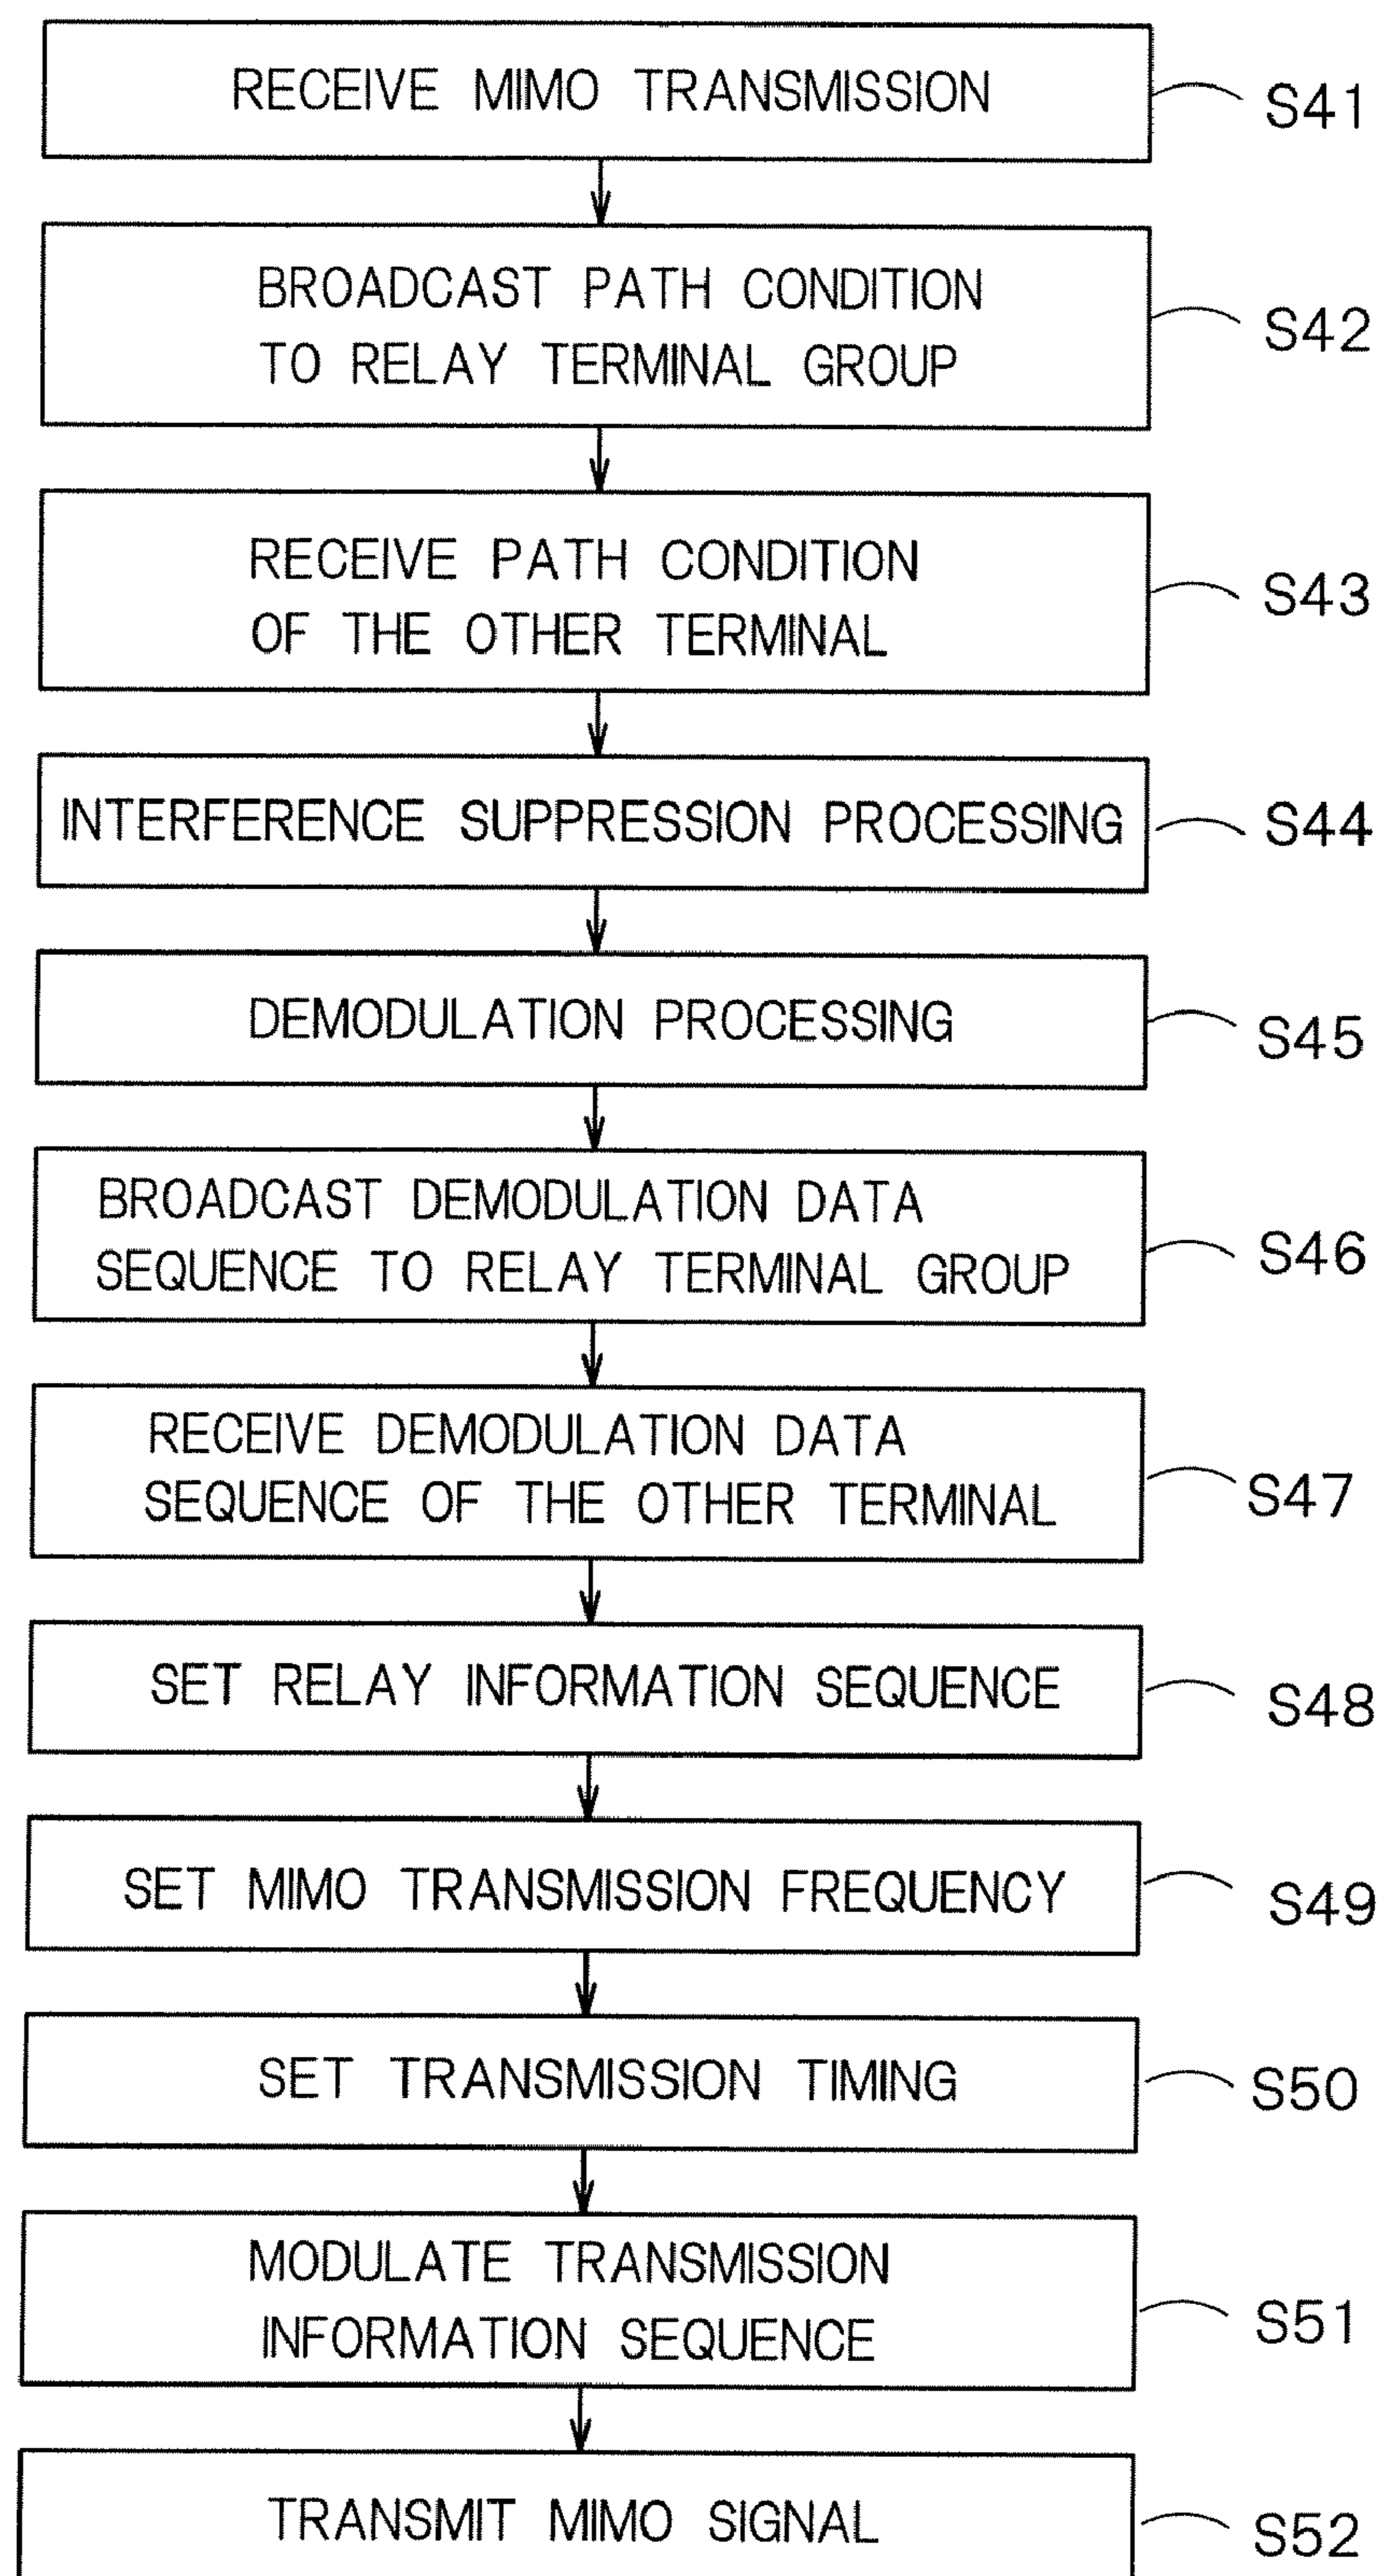 RECEIVE MIMO TRANSMISSION
S41
BROADCAST PATH CONDITION
TO RELAY TERMINAL GROUP
S42
RECEIVE PATH CONDITION
OF THE OTHER TERMINAL
S43
INTERFERENCE SUPPRESSION PROCESSING
S44
DEMODULATION PROCESSING
S45
BROADCAST DEMODULATION DATA
SEQUENCE TO RELAY TERMINAL GROUP
S46
RECEIVE DEMODULATION DATA
SEQUENCE OF THE OTHER TERMINAL
S47
SET RELAY INFORMATION SEQUENCE
S48
SET MIMO TRANSMISSION FREQUENCY
S49
SET TRANSMISSION TIMING
S50
MODULATE TRANSMISSION
INFORMATION SEQUENCE
S51
TRANSMIT MIMO SIGNAL
S52